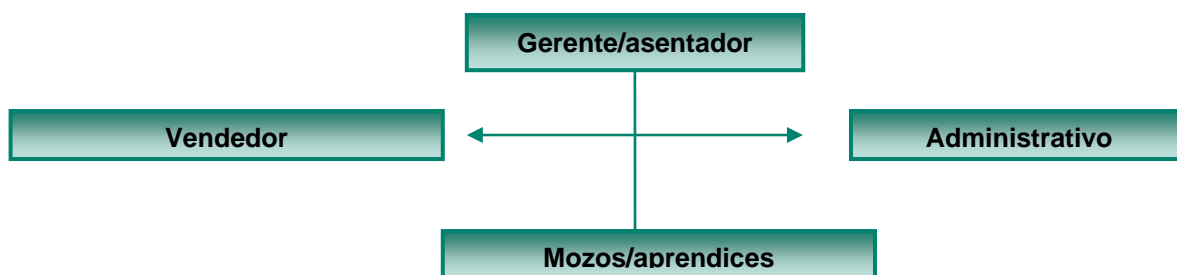 Gerente/asentador
Vendedor
Administrativo
Mozos/aprendices